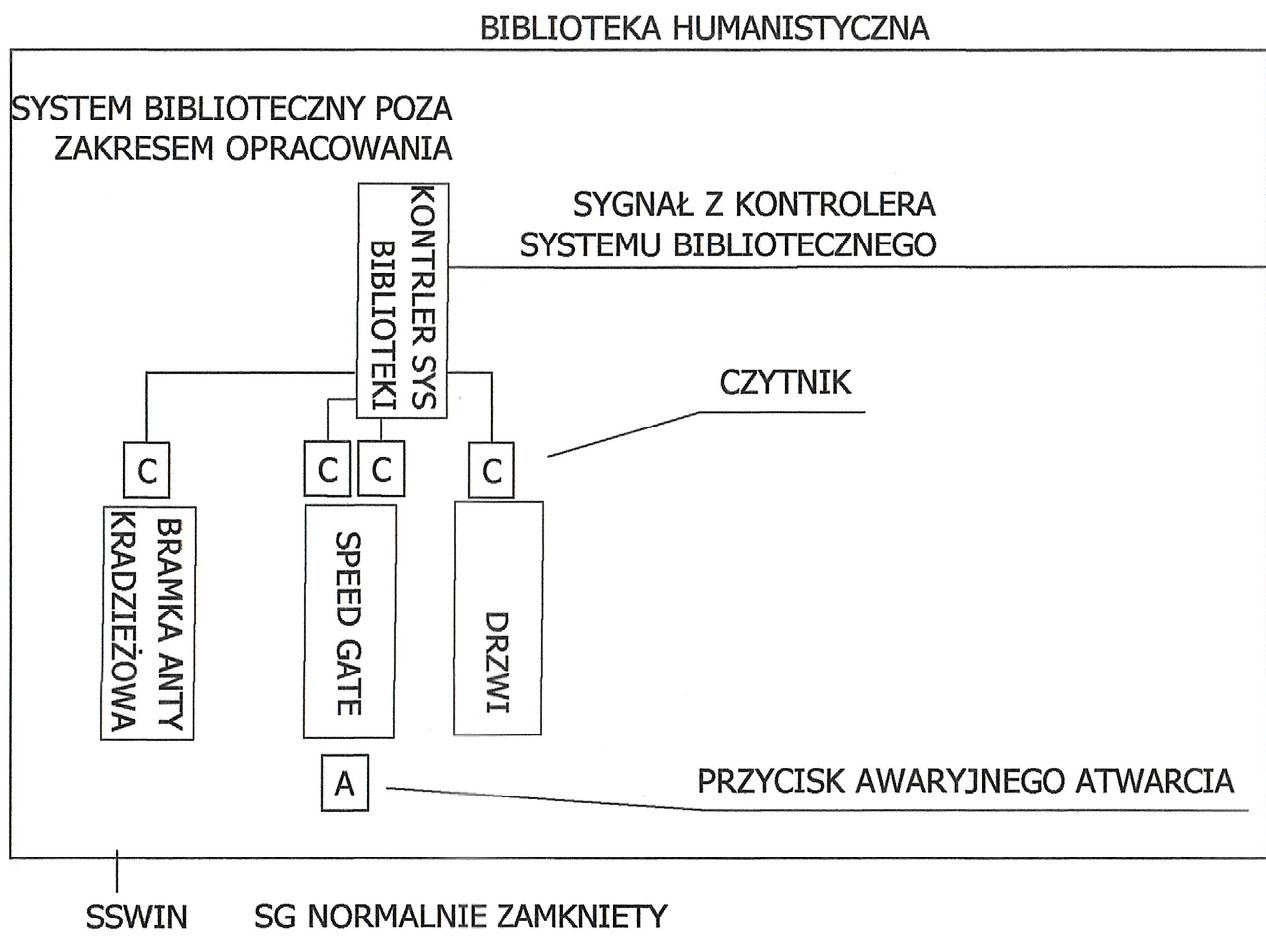 BIBLIOTEKA HUMANISTYCZNA
SYSTEM BIBLIOTECZNY POZA
ZAKRESEM OPRACOWANIA
KONTRLER SYS
BIBLIOTEKI
SYGNAŁ Z KONTROLERA
SYSTEMU BIBLIOTECZNEGO
CZYTNIK
C
C
C
C
BRAMKA ANTY
KRADZIEŻOWA
SPEED GATE
DRZWI
A
PRZYCISK AWARYJNEGO ATWARCIA
SSWIN
SG NORMALNIE ZAMKNIETY